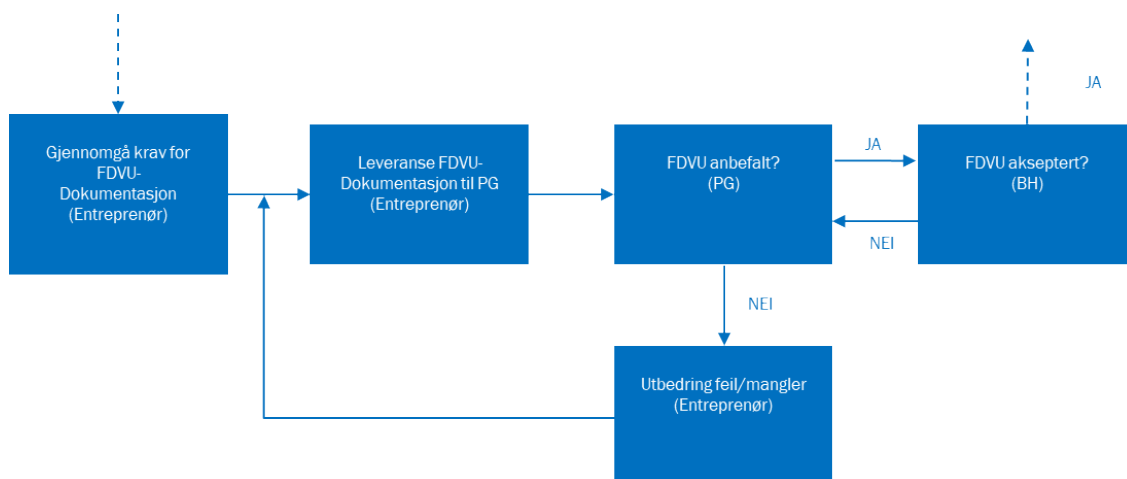 JA
Gjennomgå krav for
FDVU-
Dokumentasjon
(Entreprenør)
Leveranse FDVU-
Dokumentasjon til PG
(Entreprenør)
FDVU anbefalt?
(PG)
JA
FDVU akseptert?
(BH)
NEI
NEI
Utbedring feil/mangler
(Entreprenør)